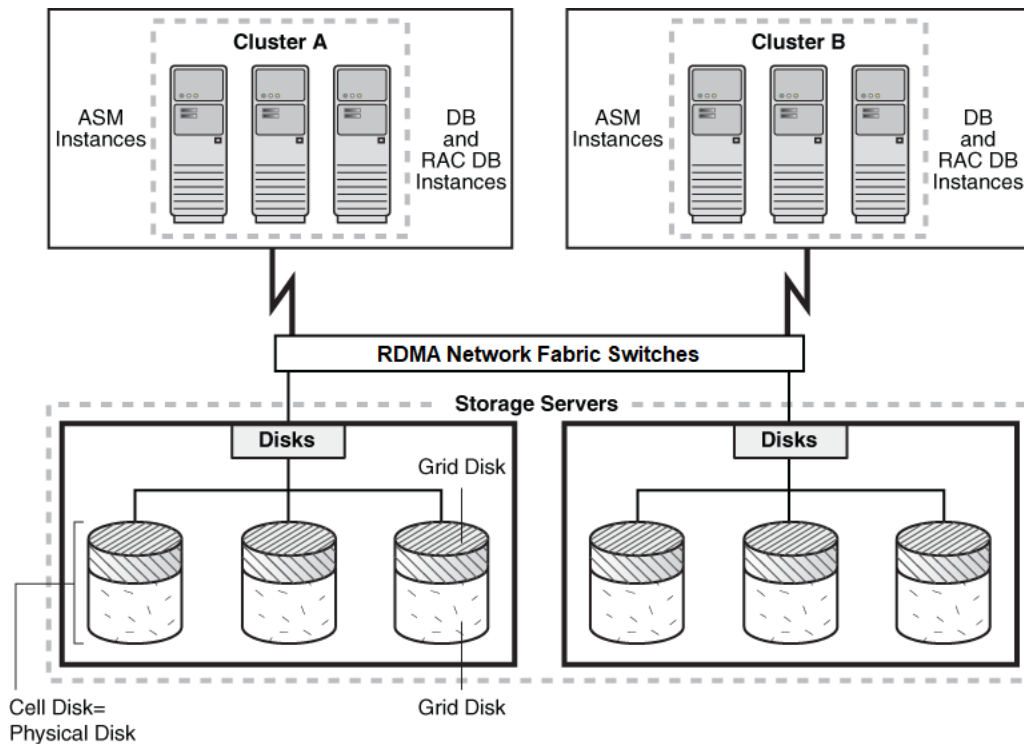 Cluster A
ASM
Instances
DB
and
RAC DB
Instances
Cluster B
ASM
Instances
DB
and
RAC DB
Instances
RDMA Network Fabric Switches
Storage Servers
Disks
Grid Disk
Disks
Cell Disk=
Physical Disk
Grid Disk